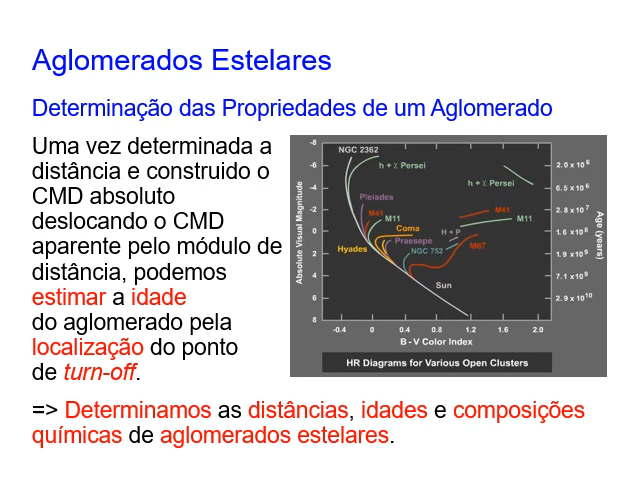 Aglomerados Estelares
Determinação das Propriedades de um Aglomerado
Uma vez determinada a
distância e construido o
CMD absoluto
deslocando o CMD
aparente pelo módulo de
distância, podemos
estimar a idade
do aglomerado pela
localização do ponto
de turn-off.
-8
-6
-4
-2
0
2
4
6
8
Absolute Visual Magnitude
NGC 2362
h + χ Persei
h + χ Persei
Pleiades
M41
M11
M41
M11
Coma
H + P
Hyades
Praesepe
NGC 752
M67
Sun
2.0 x 10⁶
6.5 x 10⁶
2.8 x 10⁷
1.6 x 10⁸
1.9 x 10⁹
7.1 x 10⁹
2.9 x 10¹⁰
Age (years)
-0.4 0 0.4 0.8 1.2 1.6 2.0
B - V Color Index
HR Diagrams for Various Open Clusters
=> Determinamos as distâncias, idades e composições
químicas de aglomerados estelares.